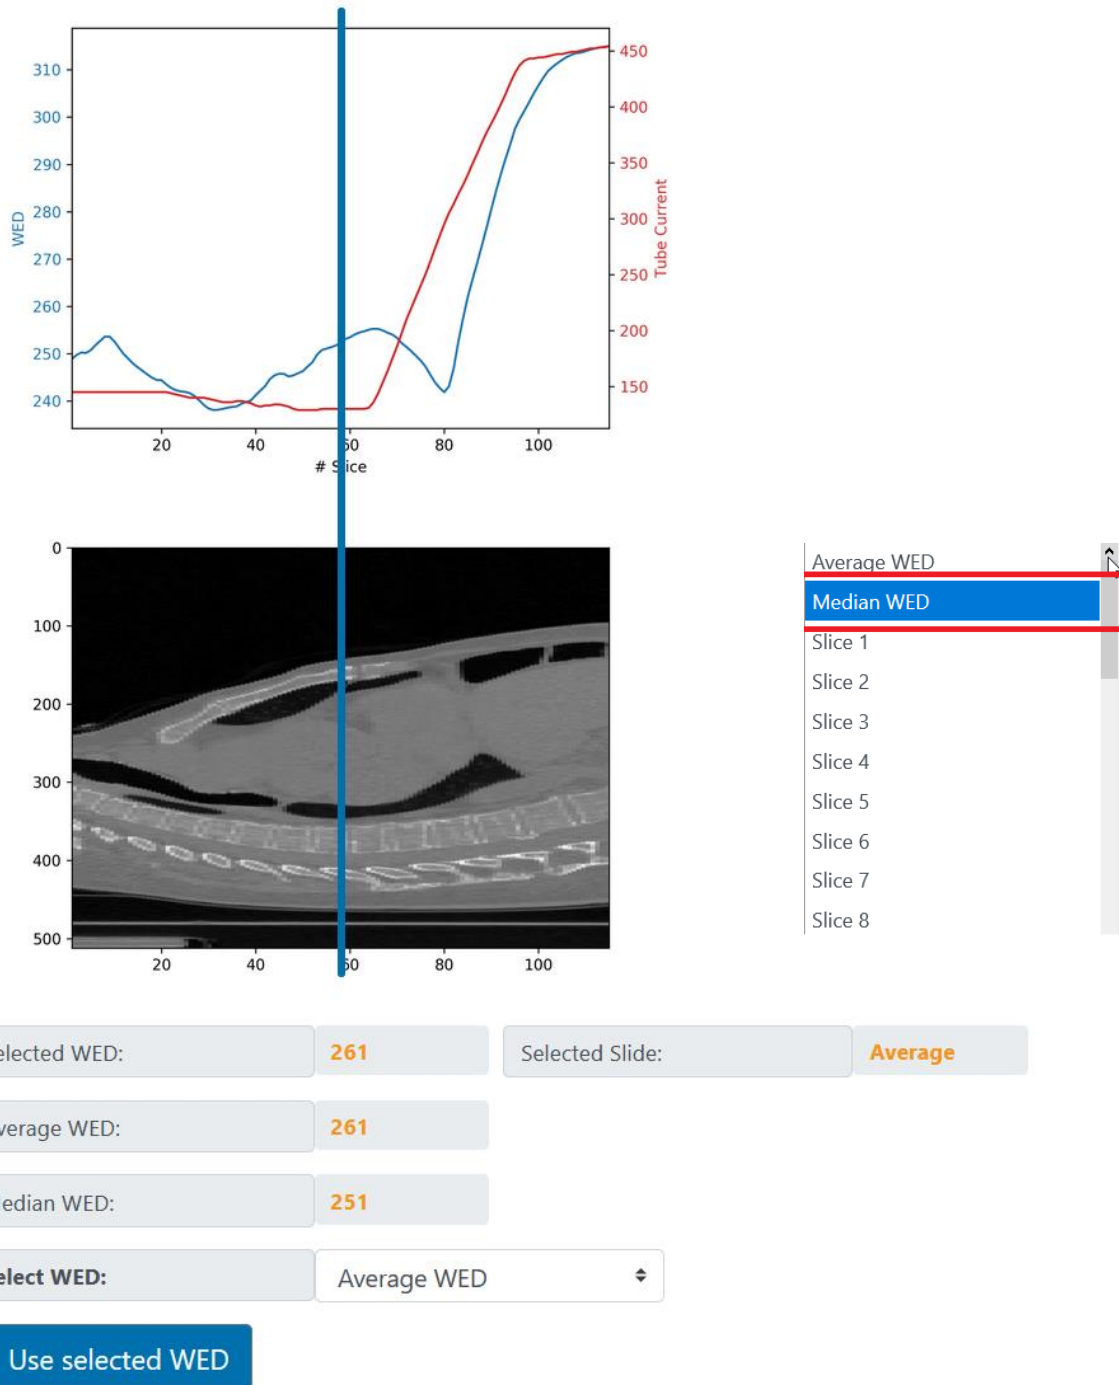 310
300
290
280
270
260
250
240
WED
450
400
350
300
250
200
150
Tube Current
20 40 60 80 100
# Slice
0
100
200
300
400
500
20 40 60 80 100
Average WED
Median WED
Slice 1
Slice 2
Slice 3
Slice 4
Slice 5
Slice 6
Slice 7
Slice 8
elected WED: 261 Selected Slide: Average
verage WED: 261
edian WED: 251
elect WED: Average WED
Use selected WED